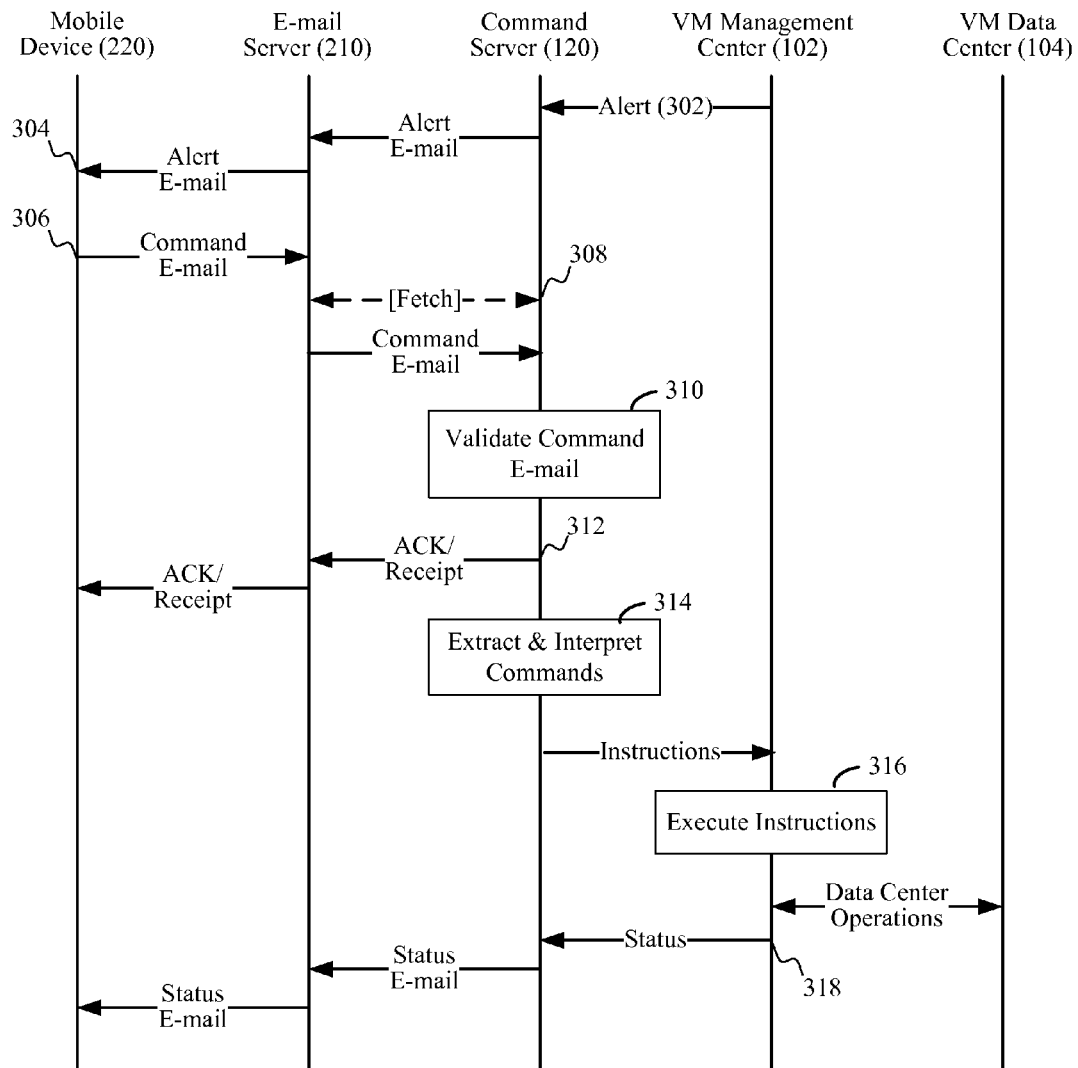 Mobile
Device (220)
E-mail
Server (210)
Command
Server (120)
VM Management
Center (102)
VM Data
Center (104)
Alert (302)
Alert
E-mail
304
Alert
E-mail
306
Command
E-mail
308
[Fetch]
Command
E-mail
310
Validate Command
E-mail
312
ACK/
Receipt
ACK/
Receipt
314
Extract & Interpret
Commands
Instructions
316
Execute Instructions
Data Center
Operations
Status
318
Status
E-mail
Status
E-mail